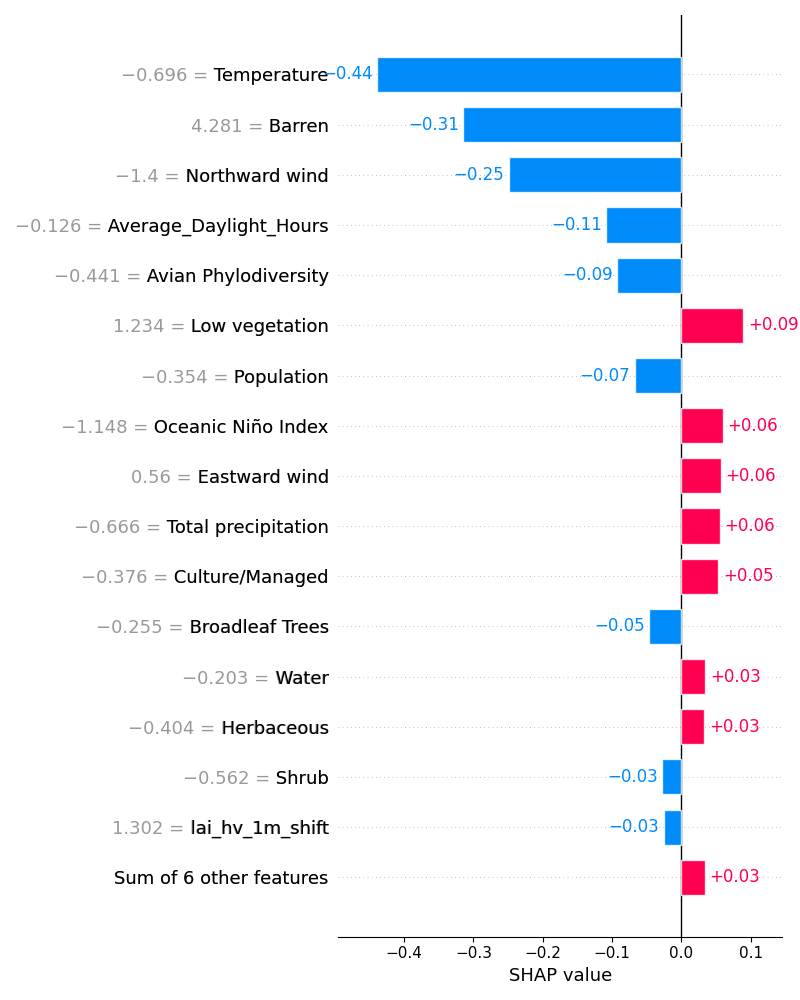 −0.696 = Temperature −0.44
4.281 = Barren −0.31
−1.4 = Northward wind −0.25
−0.126 = Average_Daylight_Hours −0.11
−0.441 = Avian Phylodiversity −0.09
1.234 = Low vegetation +0.09
−0.354 = Population −0.07
−1.148 = Oceanic Niño Index +0.06
0.56 = Eastward wind +0.06
−0.666 = Total precipitation +0.06
−0.376 = Culture/Managed +0.05
−0.255 = Broadleaf Trees −0.05
−0.203 = Water +0.03
−0.404 = Herbaceous +0.03
−0.562 = Shrub −0.03
1.302 = lai_hv_1m_shift −0.03
Sum of 6 other features +0.03
−0.4 −0.3 −0.2 −0.1 0.0 0.1
SHAP value